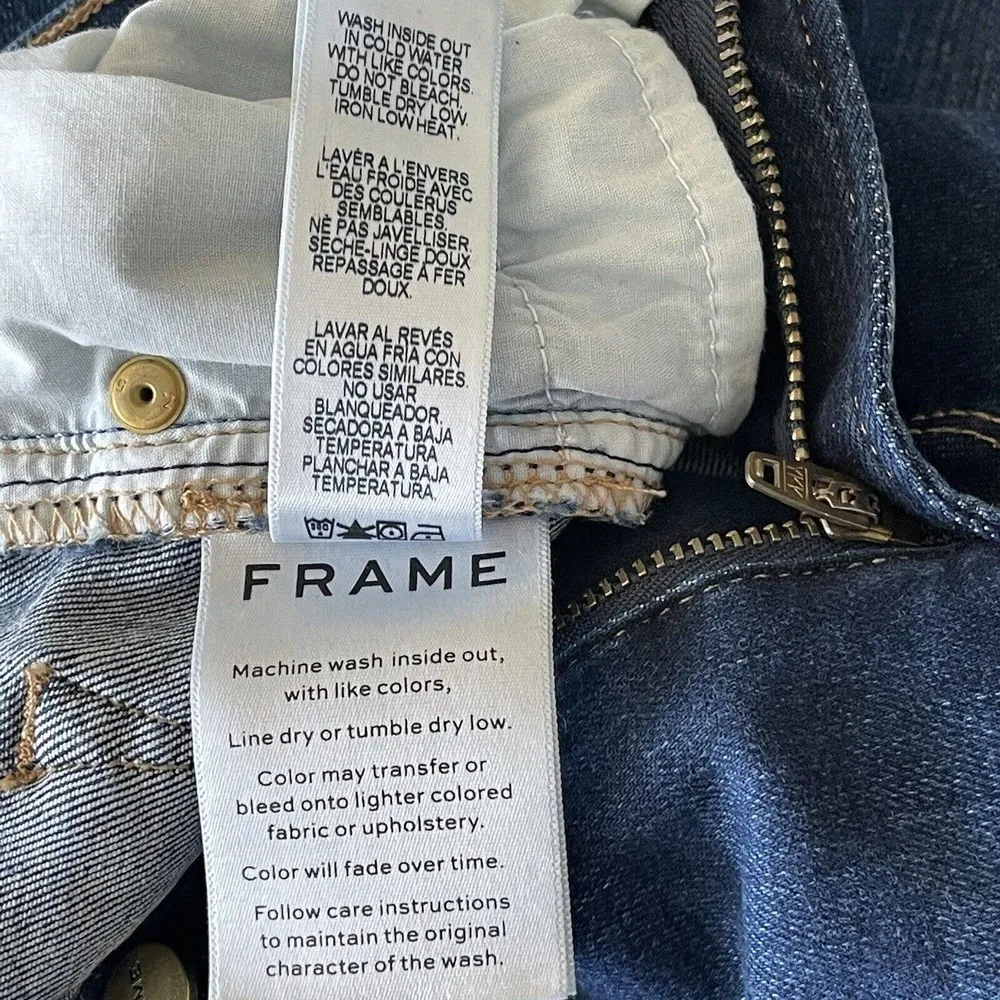 WASH INSIDE OUT
IN COLD WATER
WITH LIKE COLORS.
DO NOT BLEACH.
TUMBLE DRY LOW.
IRON LOW HEAT.
LAVÈR A L'ENVERS
L'EAU FROIDE AVEC
DES COULERUS
SEMBLABLES.
NÈ PAS JAVELLISER.
SÈCHE-LINGE DOUX
REPASSAGE À FER
DOUX.
LAVAR AL REVÉS
EN AGUA FRÍA CON
COLORES SIMILARES.
NO USAR
BLANQUEADOR,
SECADORA A BAJA
TEMPERATURA
PLANCHAR A BAJA
TEMPERATURA.
FRAME
Machine wash inside out,
with like colors,
Line dry or tumble dry low.
Color may transfer or
bleed onto lighter colored
fabric or upholstery.
Color will fade over time.
Follow care instructions
to maintain the original
character of the wash.